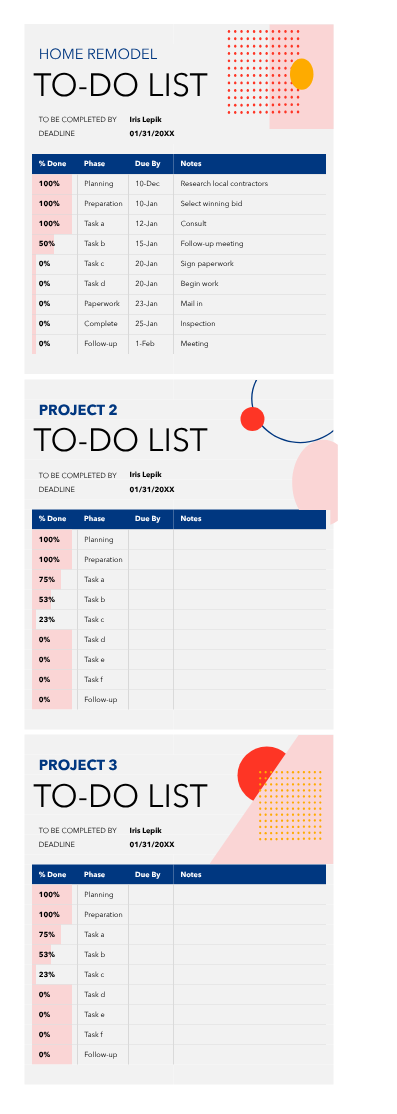 HOME REMODEL
TO-DO LIST
TO BE COMPLETED BY Iris Lepik
DEADLINE 01/31/20XX
% Done Phase Due By Notes
100% Planning 10-Dec Research local contractors
100% Preparation 10-Jan Select winning bid
100% Task a 12-Jan Consult
50% Task b 15-Jan Follow-up meeting
0% Task c 20-Jan Sign paperwork
0% Task d 20-Jan Begin work
0% Paperwork 23-Jan Mail in
0% Complete 25-Jan Inspection
0% Follow-up 1-Feb Meeting
PROJECT 2
TO-DO LIST
TO BE COMPLETED BY Iris Lepik
DEADLINE 01/31/20XX
% Done Phase Due By Notes
100% Planning
100% Preparation
75% Task a
53% Task b
23% Task c
0% Task d
0% Task e
0% Task f
0% Follow-up
PROJECT 3
TO-DO LIST
TO BE COMPLETED BY Iris Lepik
DEADLINE 01/31/20XX
% Done Phase Due By Notes
100% Planning
100% Preparation
75% Task a
53% Task b
23% Task c
0% Task d
0% Task e
0% Task f
0% Follow-up